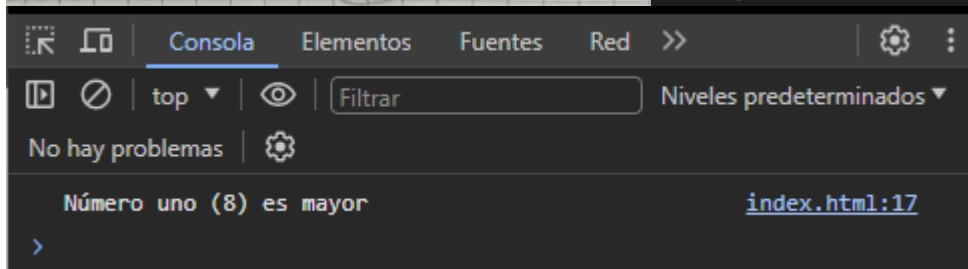 Consola Elementos Fuentes Red
top Filtrar Niveles predeterminados
No hay problemas
Número uno (8) es mayor index.html:17